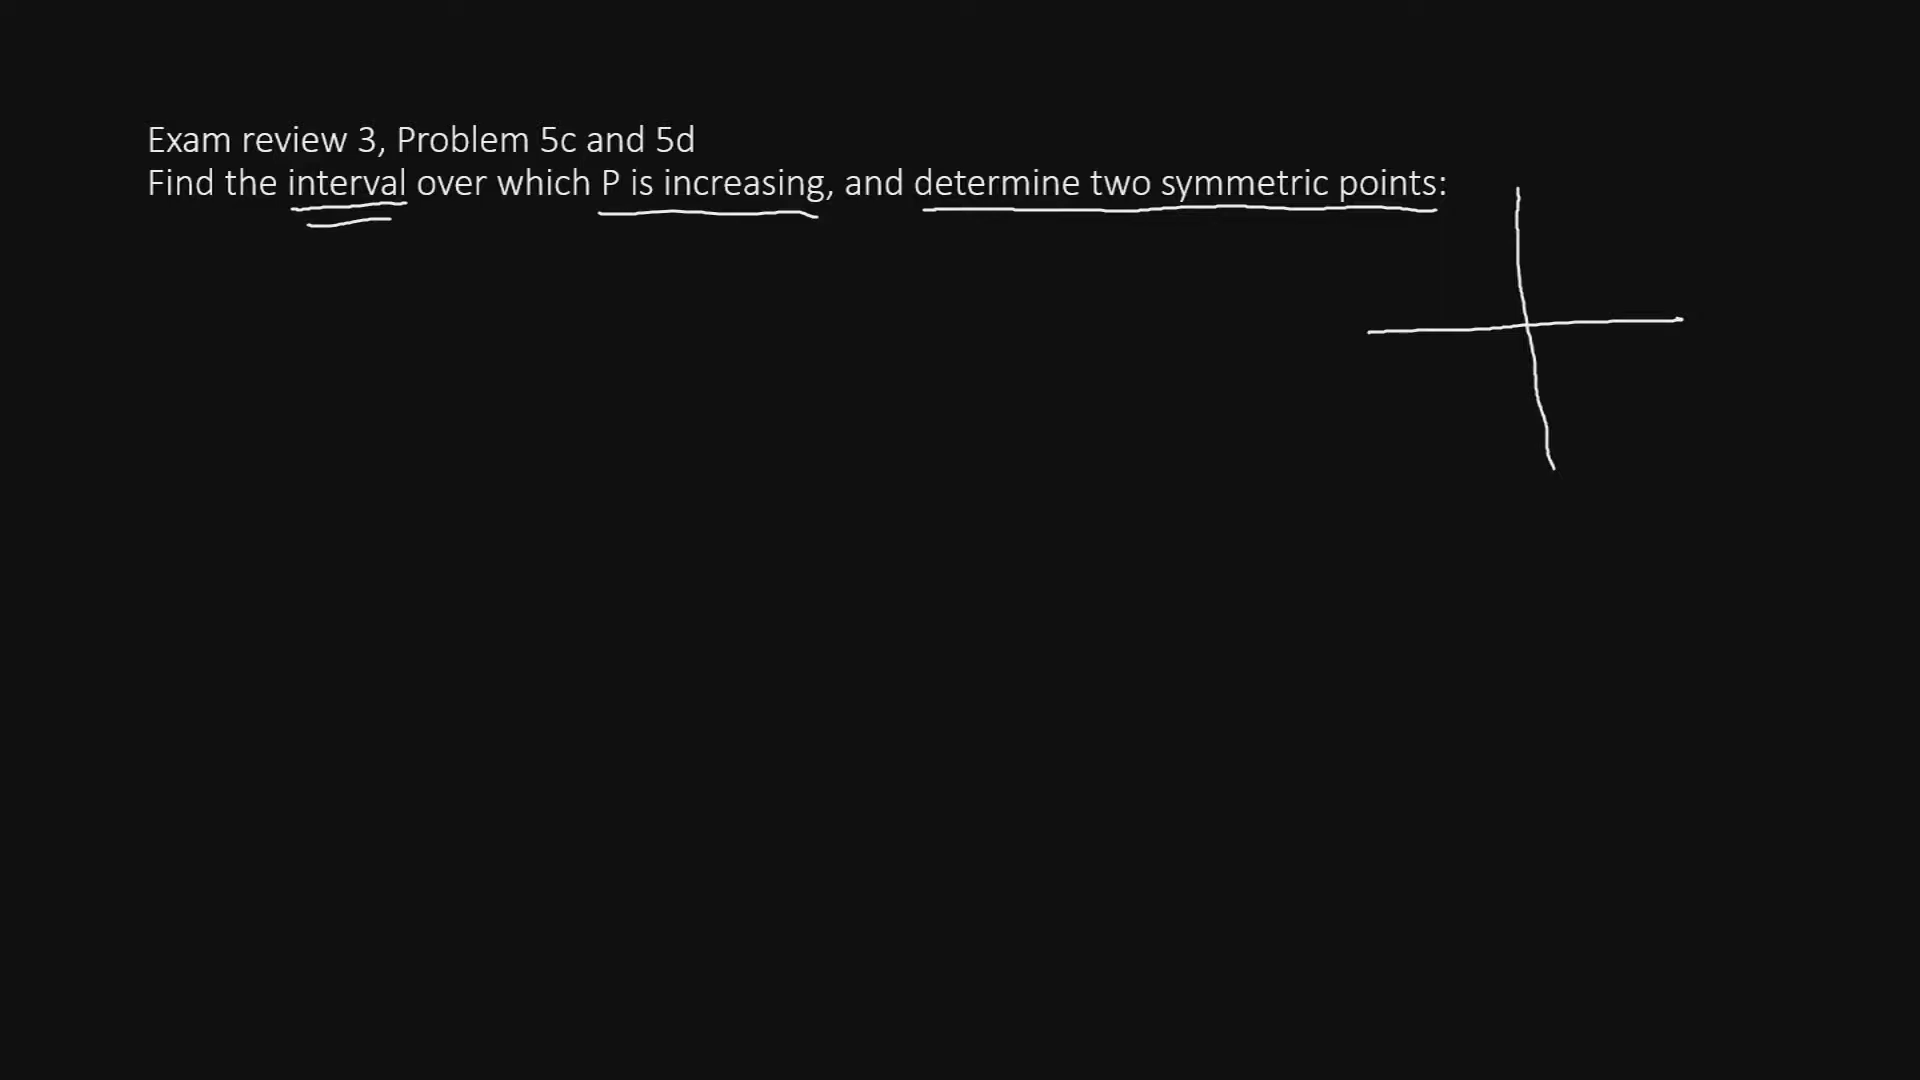 Exam review 3, Problem 5c and 5d
Find the interval over which P is increasing, and determine two symmetric points: